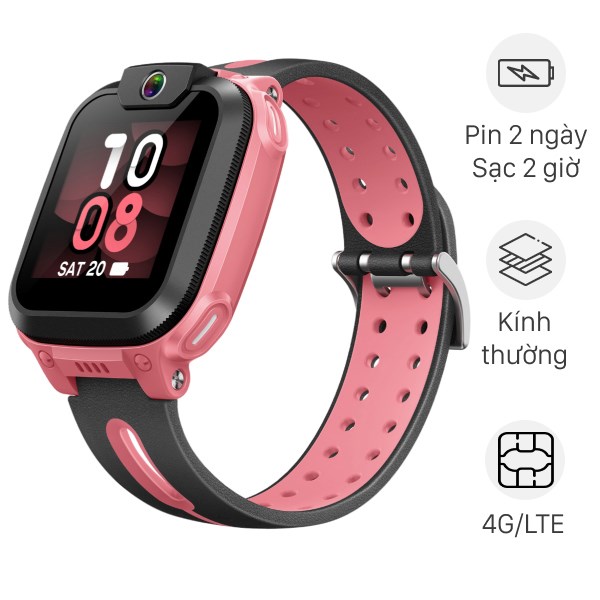 10
08
SAT 20
Pin 2 ngày
Sạc 2 giờ
Kính
thường
4G/LTE